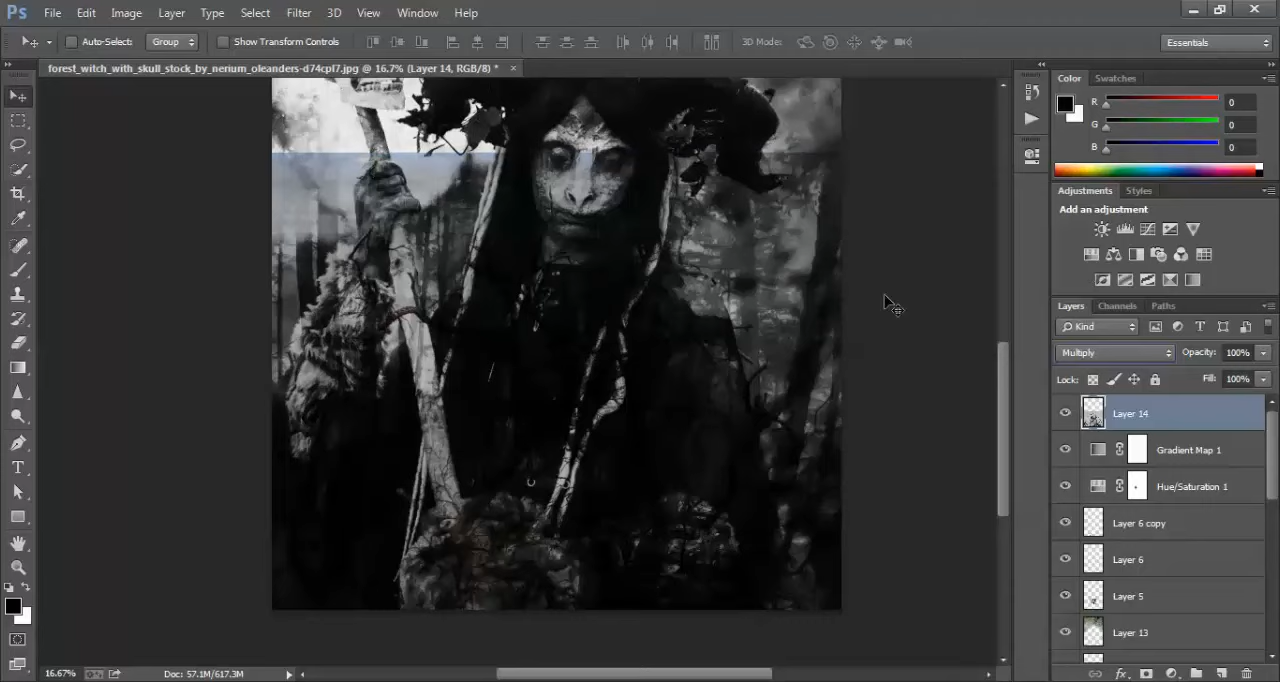 Ps File Edit Image Layer Type Select Filter 3D View Window Help
Auto-Select: Group Show Transform Controls 3D Mode: Essentials
forest_witch_with_skull_stock_by_nerium_oleanders-d74cpf7.jpg @ 16.7% (Layer 14, RGB/8) *
Color Swatches
R 0
G 0
B 0
Adjustments Styles
Add an adjustment
Layers Channels Paths
Kind
Multiply Opacity: 100%
Lock: Fill: 100%
Layer 14
Gradient Map 1
Hue/Saturation 1
Layer 6 copy
Layer 6
Layer 5
Layer 13
16.67% Doc: 57.1M/617.3M